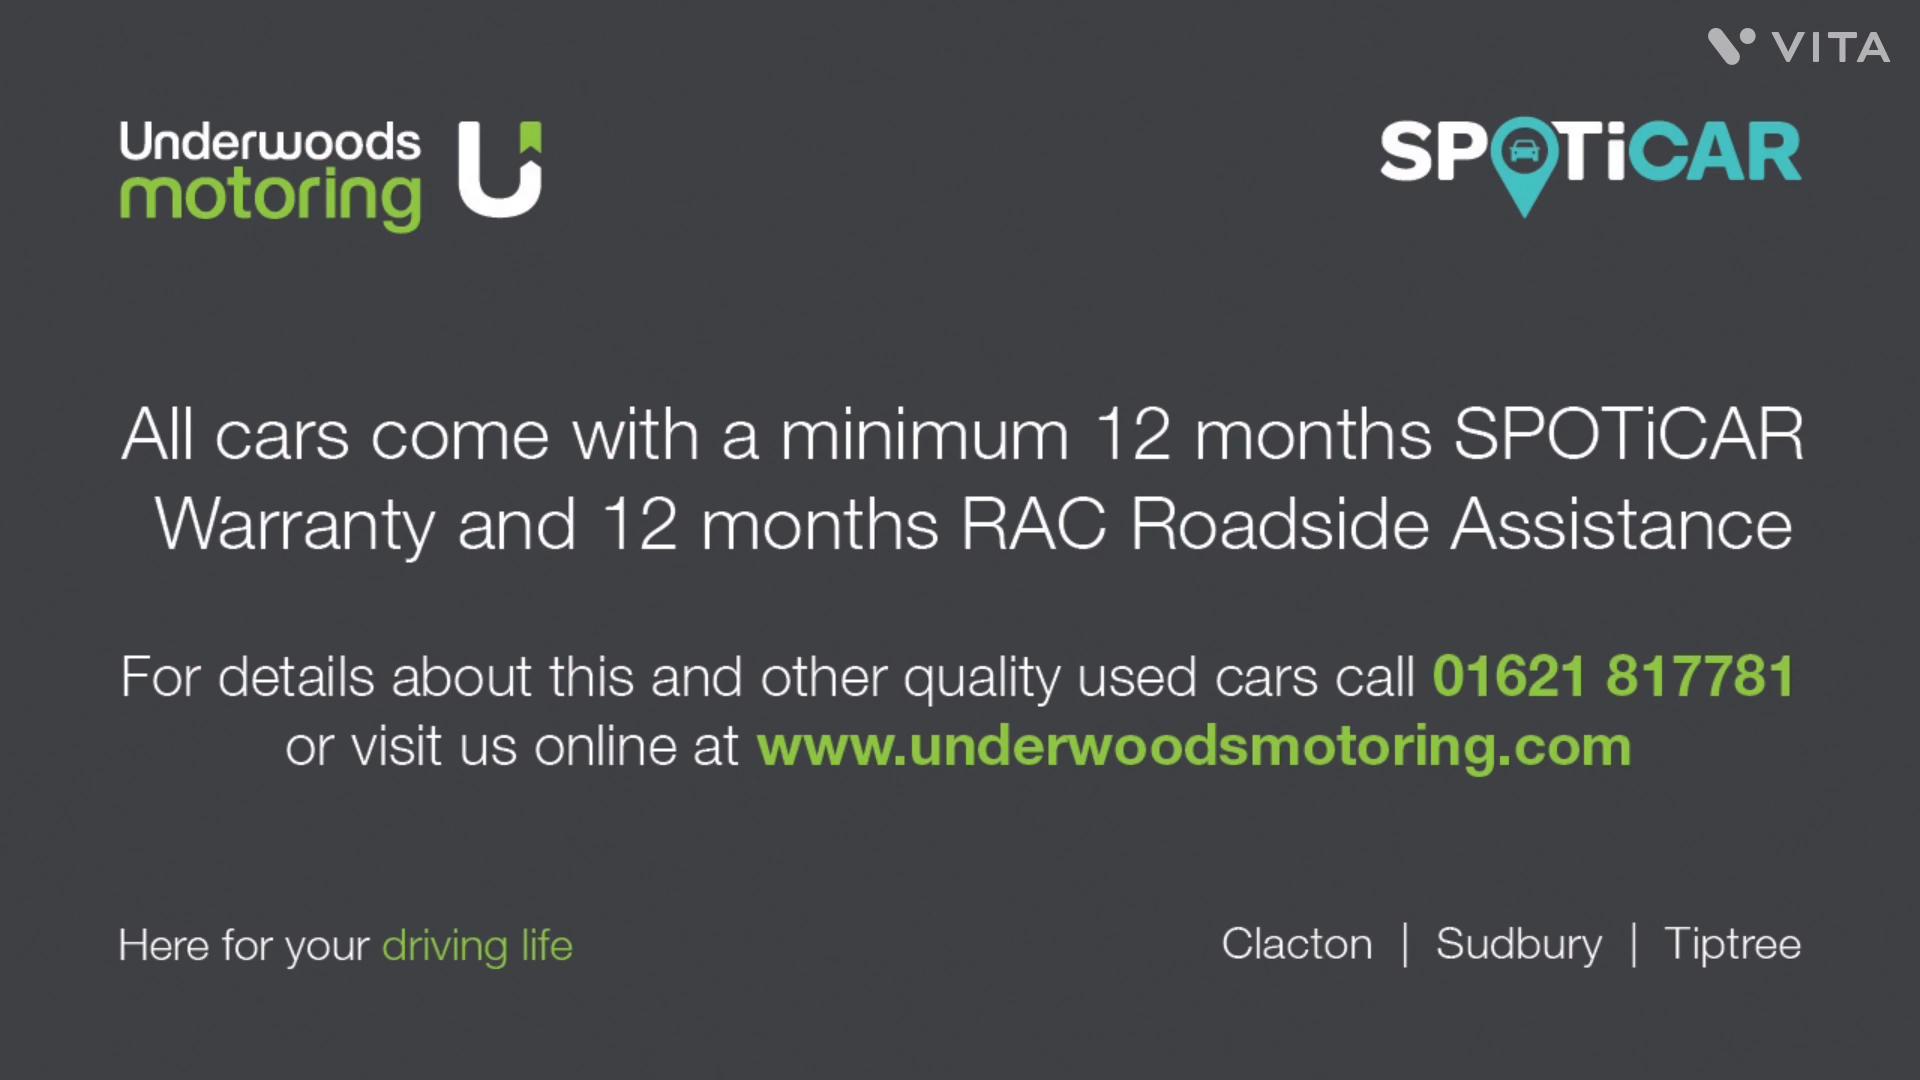 VITA
Underwoods
motoring
SPOTiCAR
All cars come with a minimum 12 months SPOTiCAR
Warranty and 12 months RAC Roadside Assistance
For details about this and other quality used cars call 01621 817781
or visit us online at www.underwoodsmotoring.com
Here for your driving life
Clacton | Sudbury | Tiptree